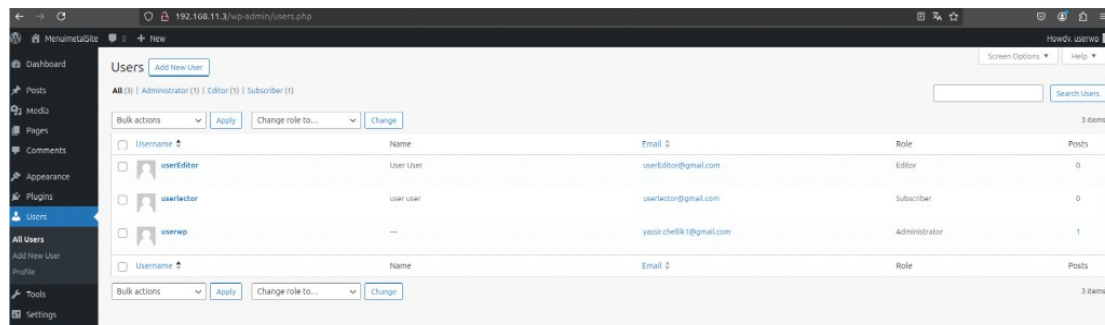 192.168.11.3/wp-admin/users.php
MenuimetalSite 0 + New Howdy, userwp
Dashboard
Posts
Media
Pages
Comments
Appearance
Plugins
Users
All Users
Add New User
Profile
Tools
Settings
Screen Options ▼ Help ▼
Users Add New User
All (3) | Administrator (1) | Editor (1) | Subscriber (1)
Search Users
Bulk actions Apply Change role to... Change 3 items
Username Name Email Role Posts
userEditor User User userEditor@gmail.com Editor 0
userlector user user userlector@gmail.com Subscriber 0
userwp — yassir.chellik1@gmail.com Administrator 1
Username Name Email Role Posts
Bulk actions Apply Change role to... Change 3 items